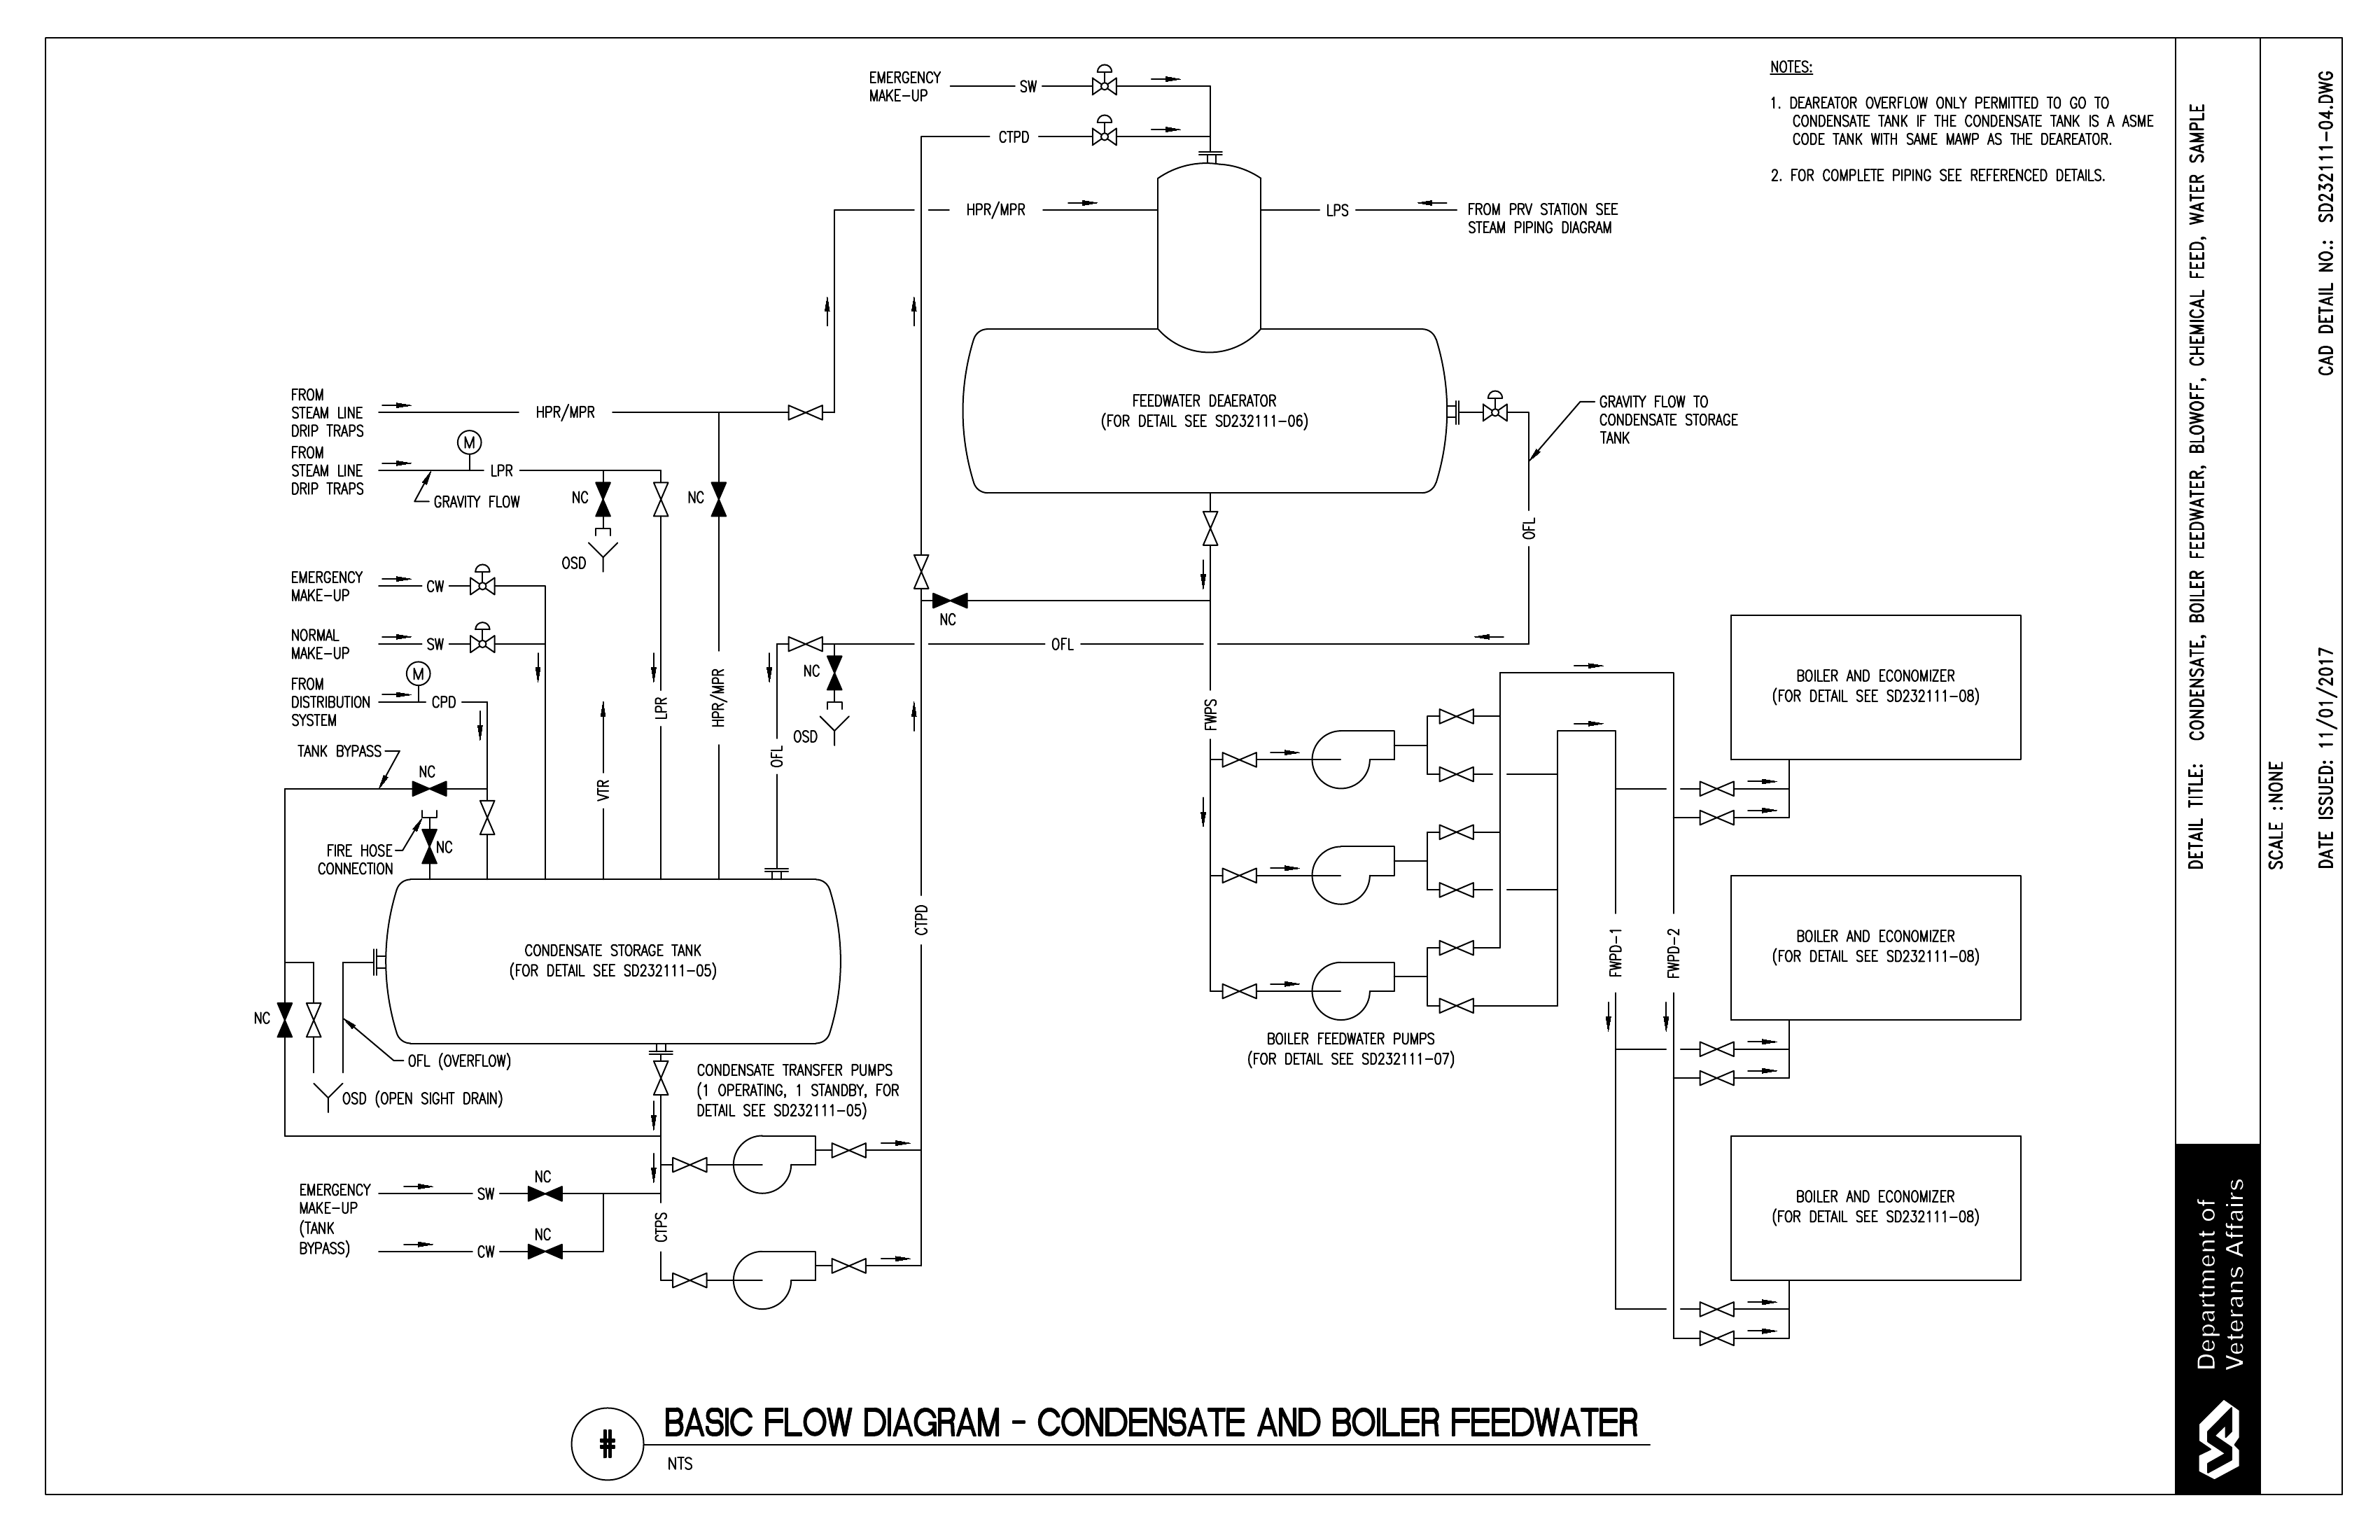 EMERGENCY
MAKE-UP
SW
CTPD
HPR/MPR
LPS
FROM PRV STATION SEE
STEAM PIPING DIAGRAM
NOTES:
1. DEAREATOR OVERFLOW ONLY PERMITTED TO GO TO
CONDENSATE TANK IF THE CONDENSATE TANK IS A ASME
CODE TANK WITH SAME MAWP AS THE DEAREATOR.
2. FOR COMPLETE PIPING SEE REFERENCED DETAILS.
FROM
STEAM LINE
DRIP TRAPS
HPR/MPR
FROM
STEAM LINE
DRIP TRAPS
M
LPR
GRAVITY FLOW
NC
NC
OSD
FEEDWATER DEAERATOR
(FOR DETAIL SEE SD232111-06)
GRAVITY FLOW TO
CONDENSATE STORAGE
TANK
OFL
EMERGENCY
MAKE-UP
CW
NORMAL
MAKE-UP
SW
FROM
DISTRIBUTION
SYSTEM
M
CPD
NC
OFL
NC
OSD
TANK BYPASS
NC
FIRE HOSE
CONNECTION
NC
VTR
LPR
HPR/MPR
OFL
FWPS
CTPD
CONDENSATE STORAGE TANK
(FOR DETAIL SEE SD232111-05)
NC
OFL (OVERFLOW)
OSD (OPEN SIGHT DRAIN)
CONDENSATE TRANSFER PUMPS
(1 OPERATING, 1 STANDBY, FOR
DETAIL SEE SD232111-05)
EMERGENCY
MAKE-UP
(TANK
BYPASS)
SW
NC
CW
NC
CTPS
BOILER FEEDWATER PUMPS
(FOR DETAIL SEE SD232111-07)
FWPD-1
FWPD-2
BOILER AND ECONOMIZER
(FOR DETAIL SEE SD232111-08)
BOILER AND ECONOMIZER
(FOR DETAIL SEE SD232111-08)
BOILER AND ECONOMIZER
(FOR DETAIL SEE SD232111-08)
#
BASIC FLOW DIAGRAM - CONDENSATE AND BOILER FEEDWATER
NTS
DETAIL TITLE: CONDENSATE, BOILER FEEDWATER, BLOWOFF, CHEMICAL FEED, WATER SAMPLE
SCALE :NONE
DATE ISSUED: 11/01/2017
CAD DETAIL NO.: SD232111-04.DWG
Department of
Veterans Affairs